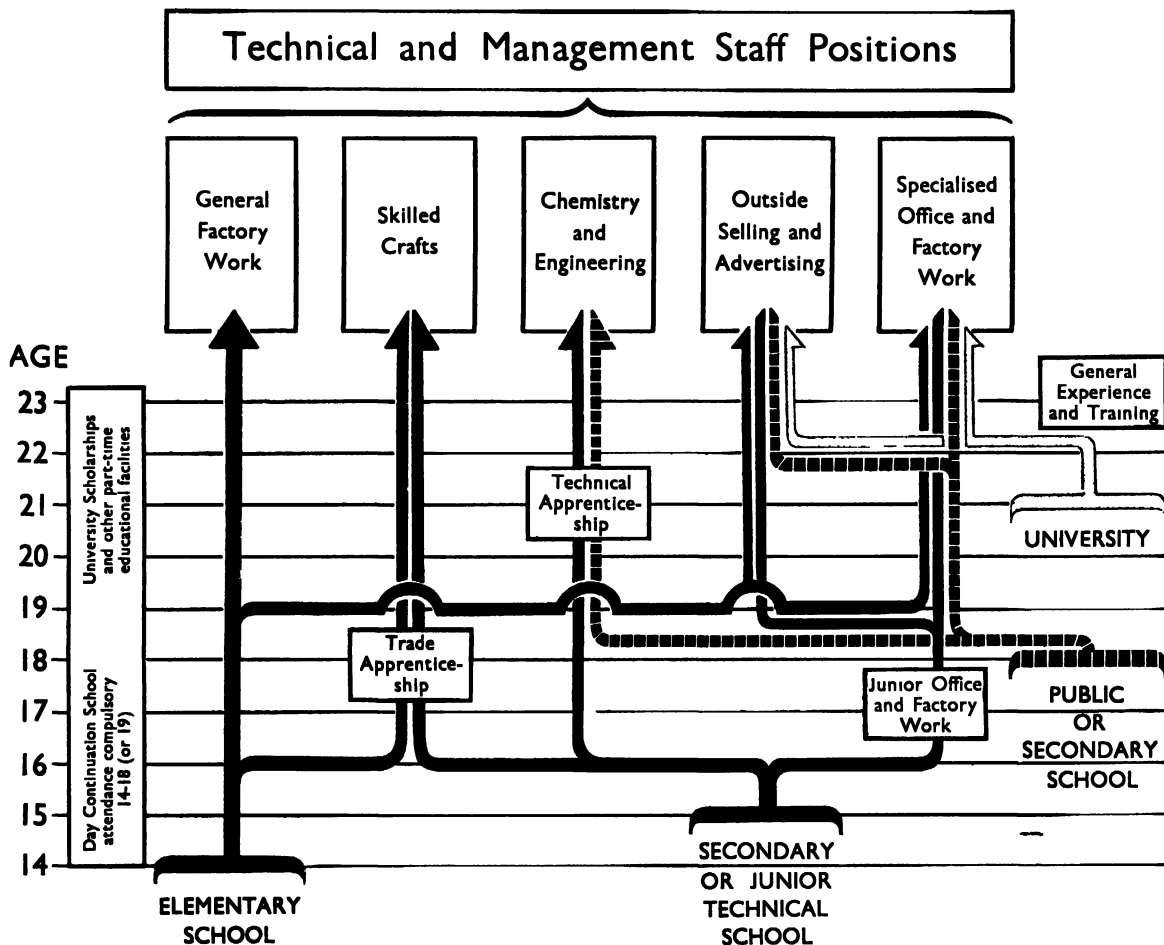 Technical and Management Staff Positions
General
Factory
Work
Skilled
Crafts
Chemistry
and
Engineering
Outside
Selling and
Advertising
Specialised
Office and
Factory
Work
AGE
23
22
21
20
19
18
17
16
15
14
University Scholarships
and other part-time
educational facilities
Day Continuation School
attendance compulsory
14-18 (or 19)
General
Experience
and Training
Technical
Apprentice-
ship
UNIVERSITY
Trade
Apprentice-
ship
Junior Office
and Factory
Work
PUBLIC
OR
SECONDARY
SCHOOL
ELEMENTARY
SCHOOL
SECONDARY
OR JUNIOR
TECHNICAL
SCHOOL